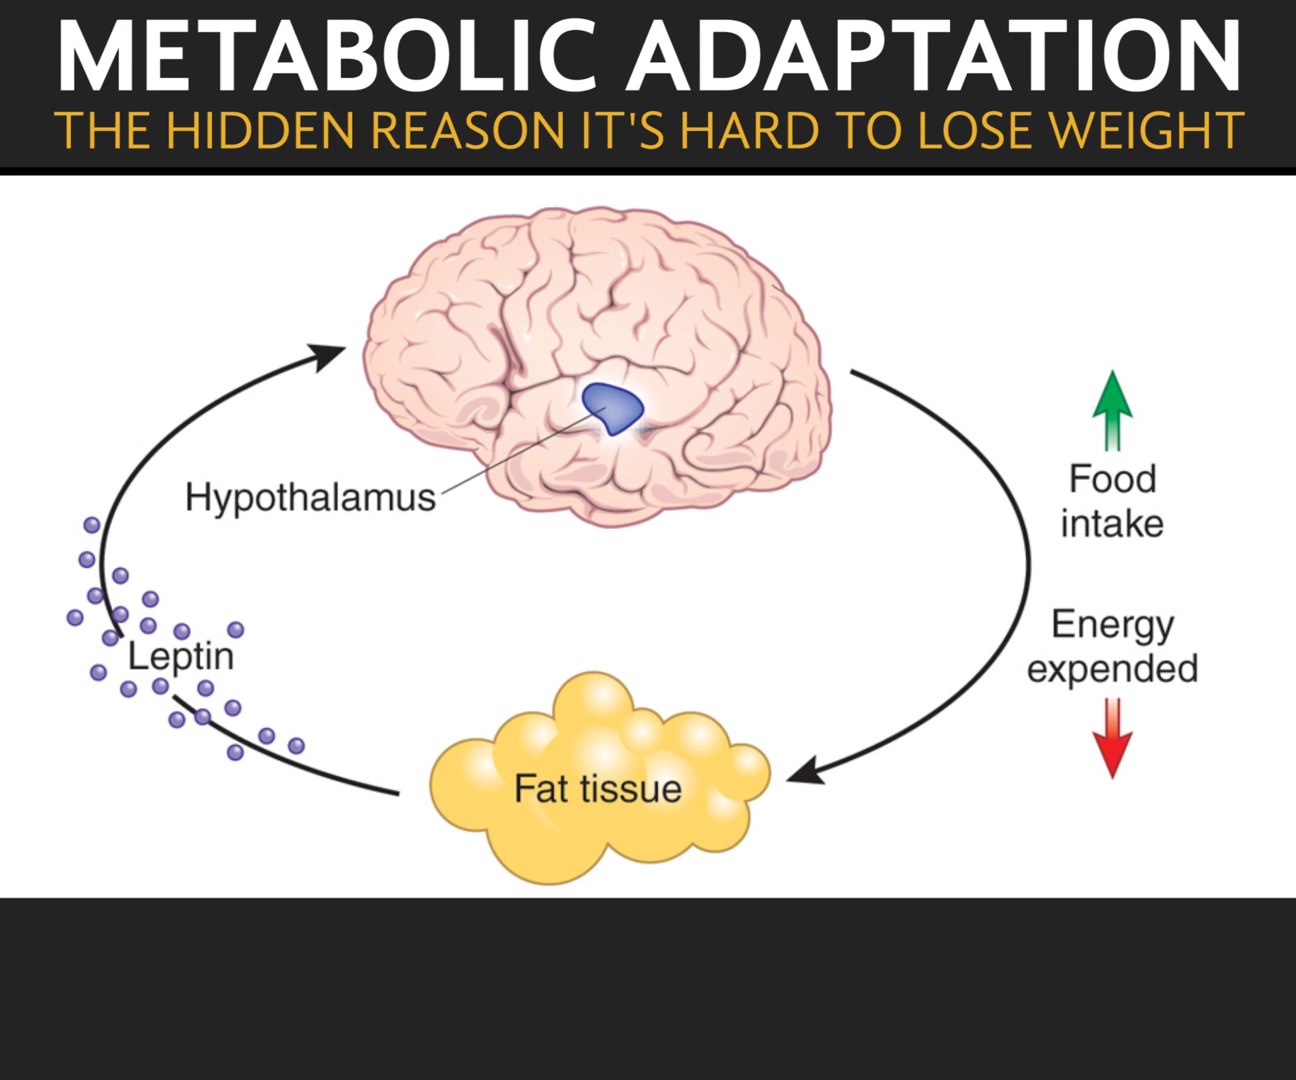 METABOLIC ADAPTATION
THE HIDDEN REASON IT'S HARD TO LOSE WEIGHT
Hypothalamus
Food
intake
Energy
expended
Leptin
Fat tissue